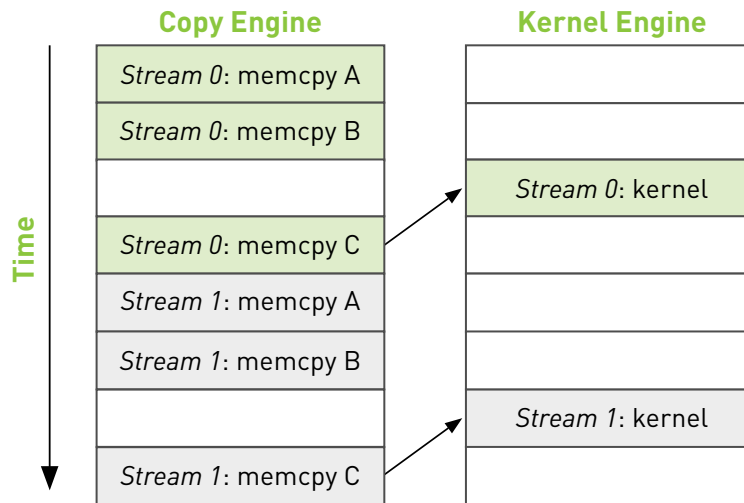 Copy Engine
Kernel Engine
Time
Stream 0: memcpy A
Stream 0: memcpy B
Stream 0: kernel
Stream 0: memcpy C
Stream 1: memcpy A
Stream 1: memcpy B
Stream 1: kernel
Stream 1: memcpy C